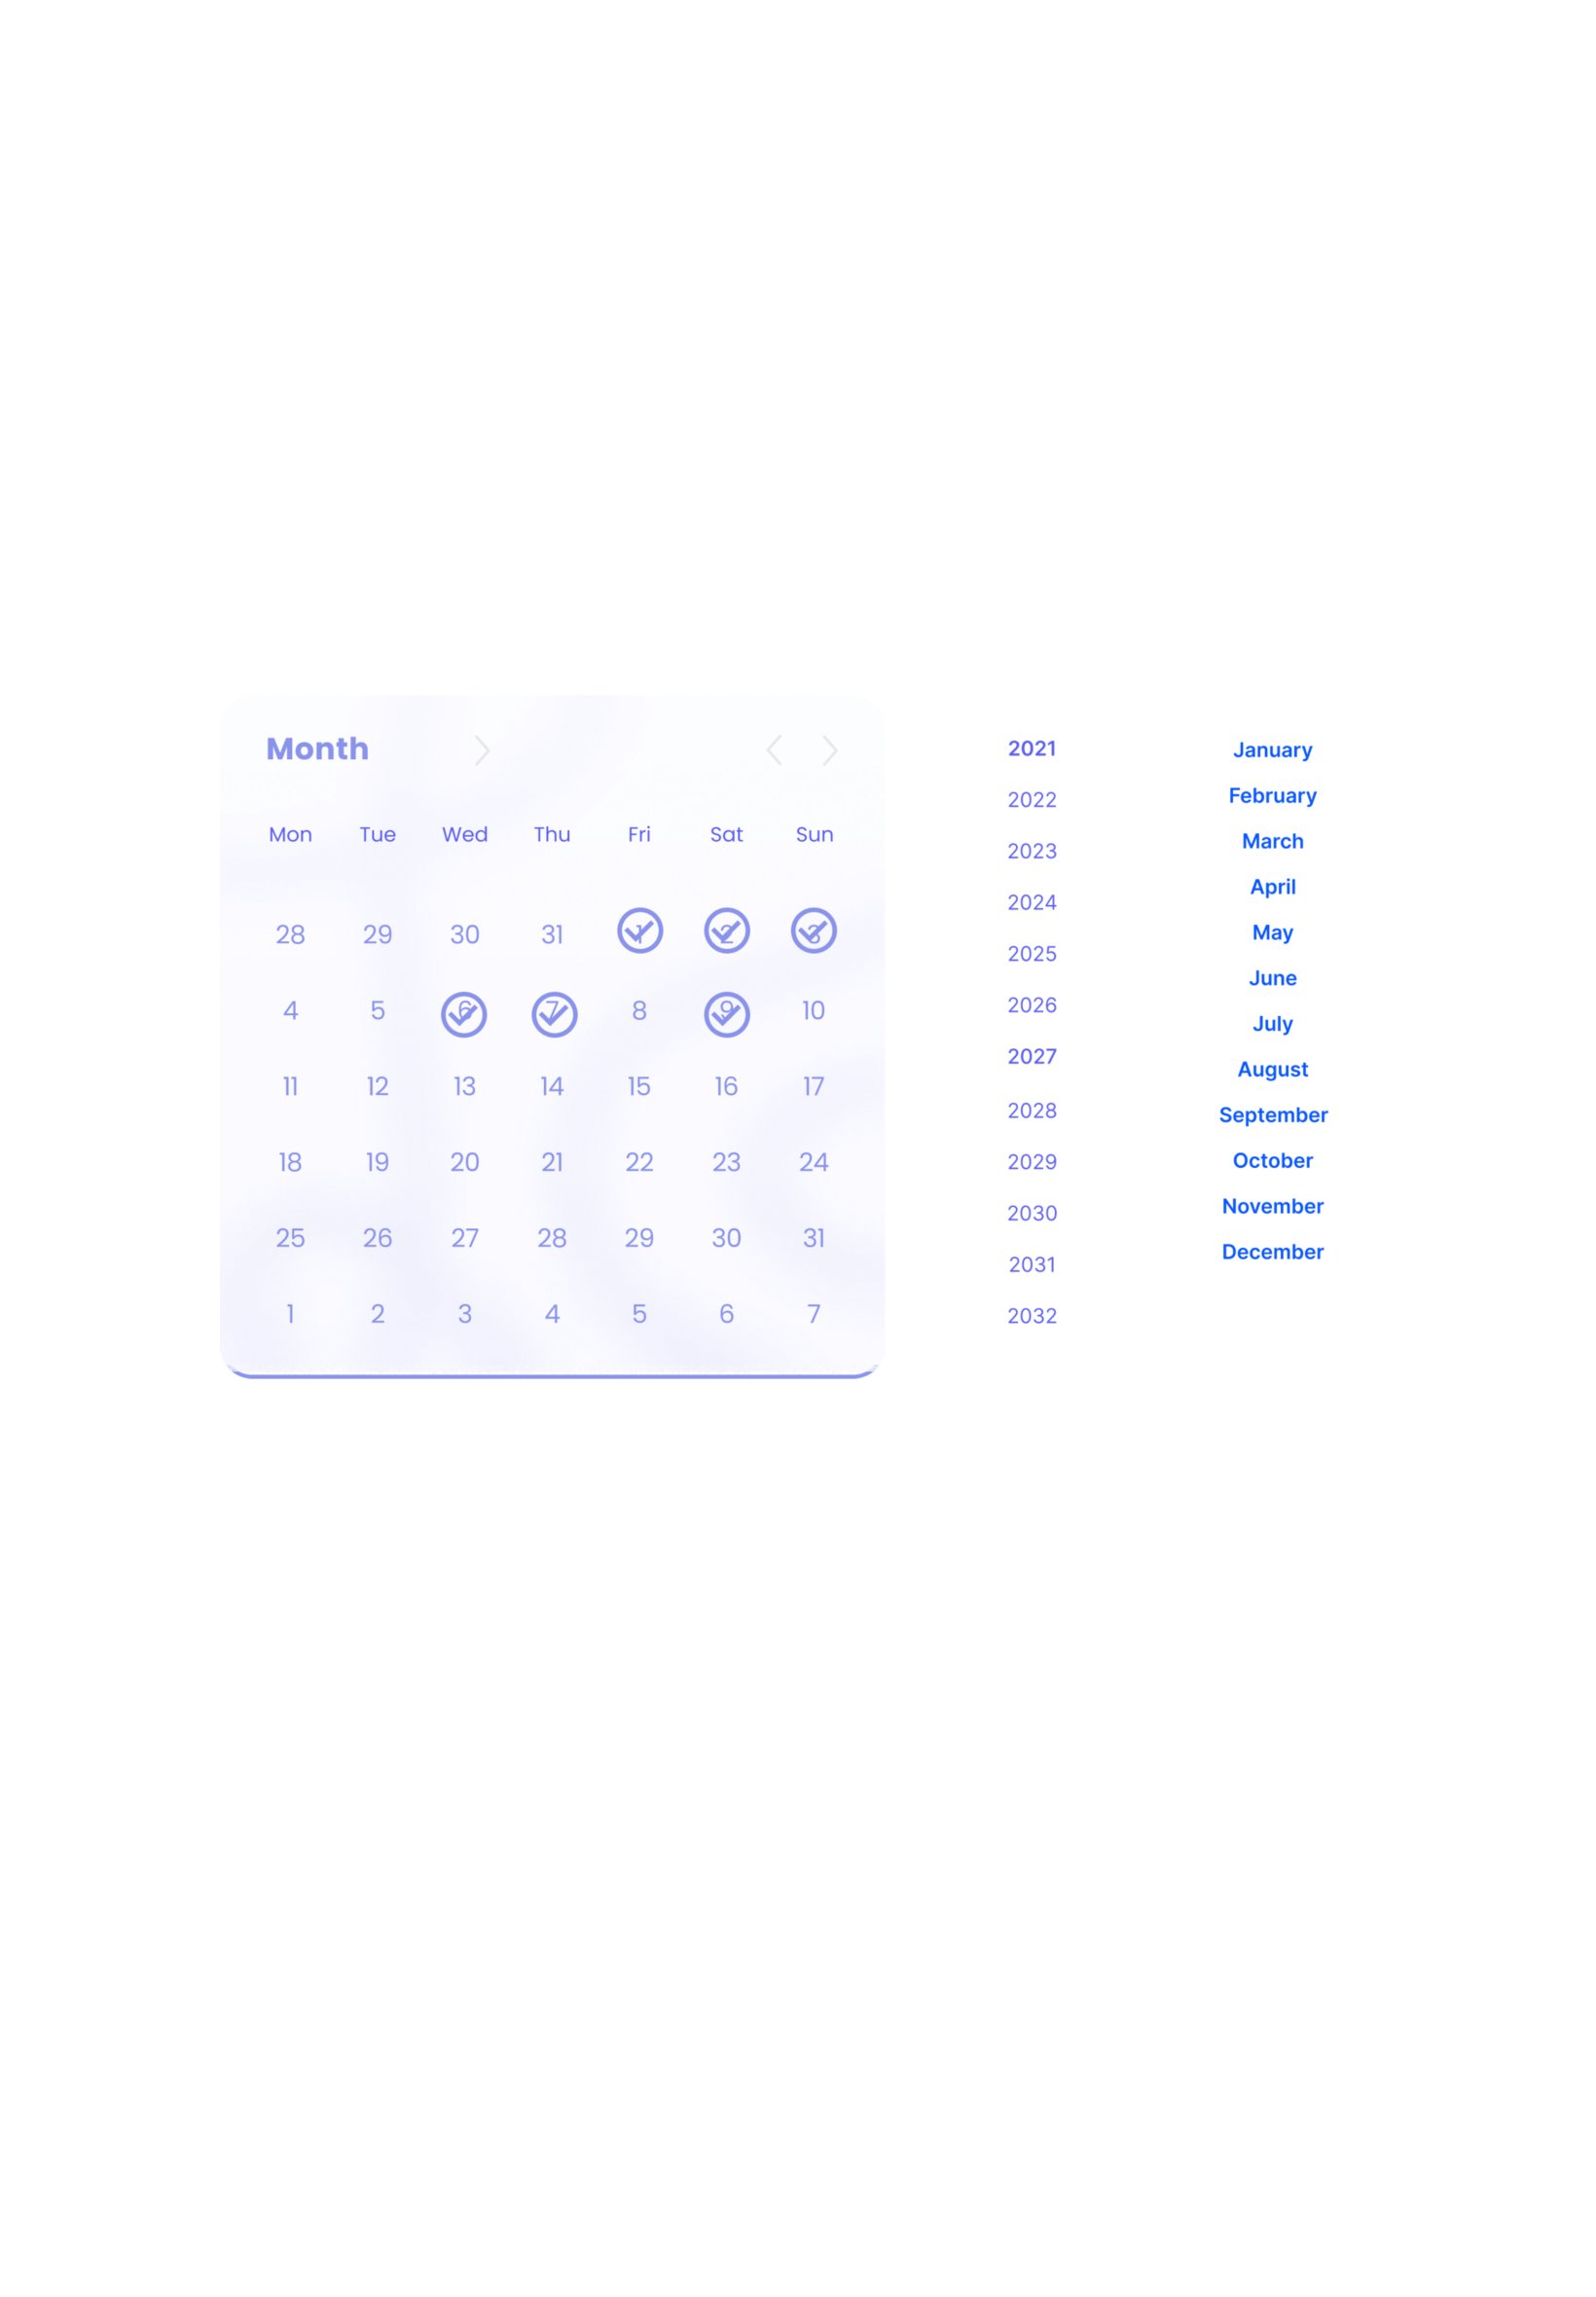 Month
Mon Tue Wed Thu Fri Sat Sun
28 29 30 31 1 2 3
4 5 6 7 8 9 10
11 12 13 14 15 16 17
18 19 20 21 22 23 24
25 26 27 28 29 30 31
1 2 3 4 5 6 7
2021
2022
2023
2024
2025
2026
2027
2028
2029
2030
2031
2032
January
February
March
April
May
June
July
August
September
October
November
December